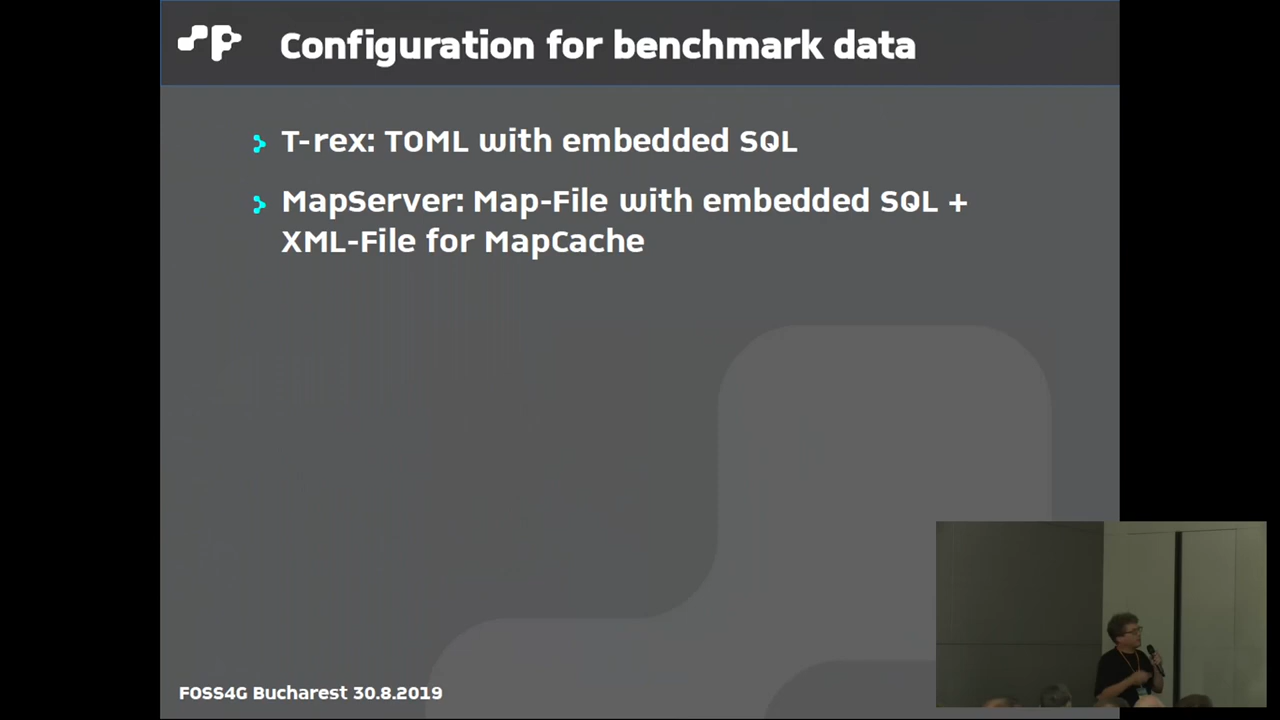 Configuration for benchmark data
T-rex: TOML with embedded SQL
MapServer: Map-File with embedded SQL +
XML-File for MapCache
FOSS4G Bucharest 30.8.2019